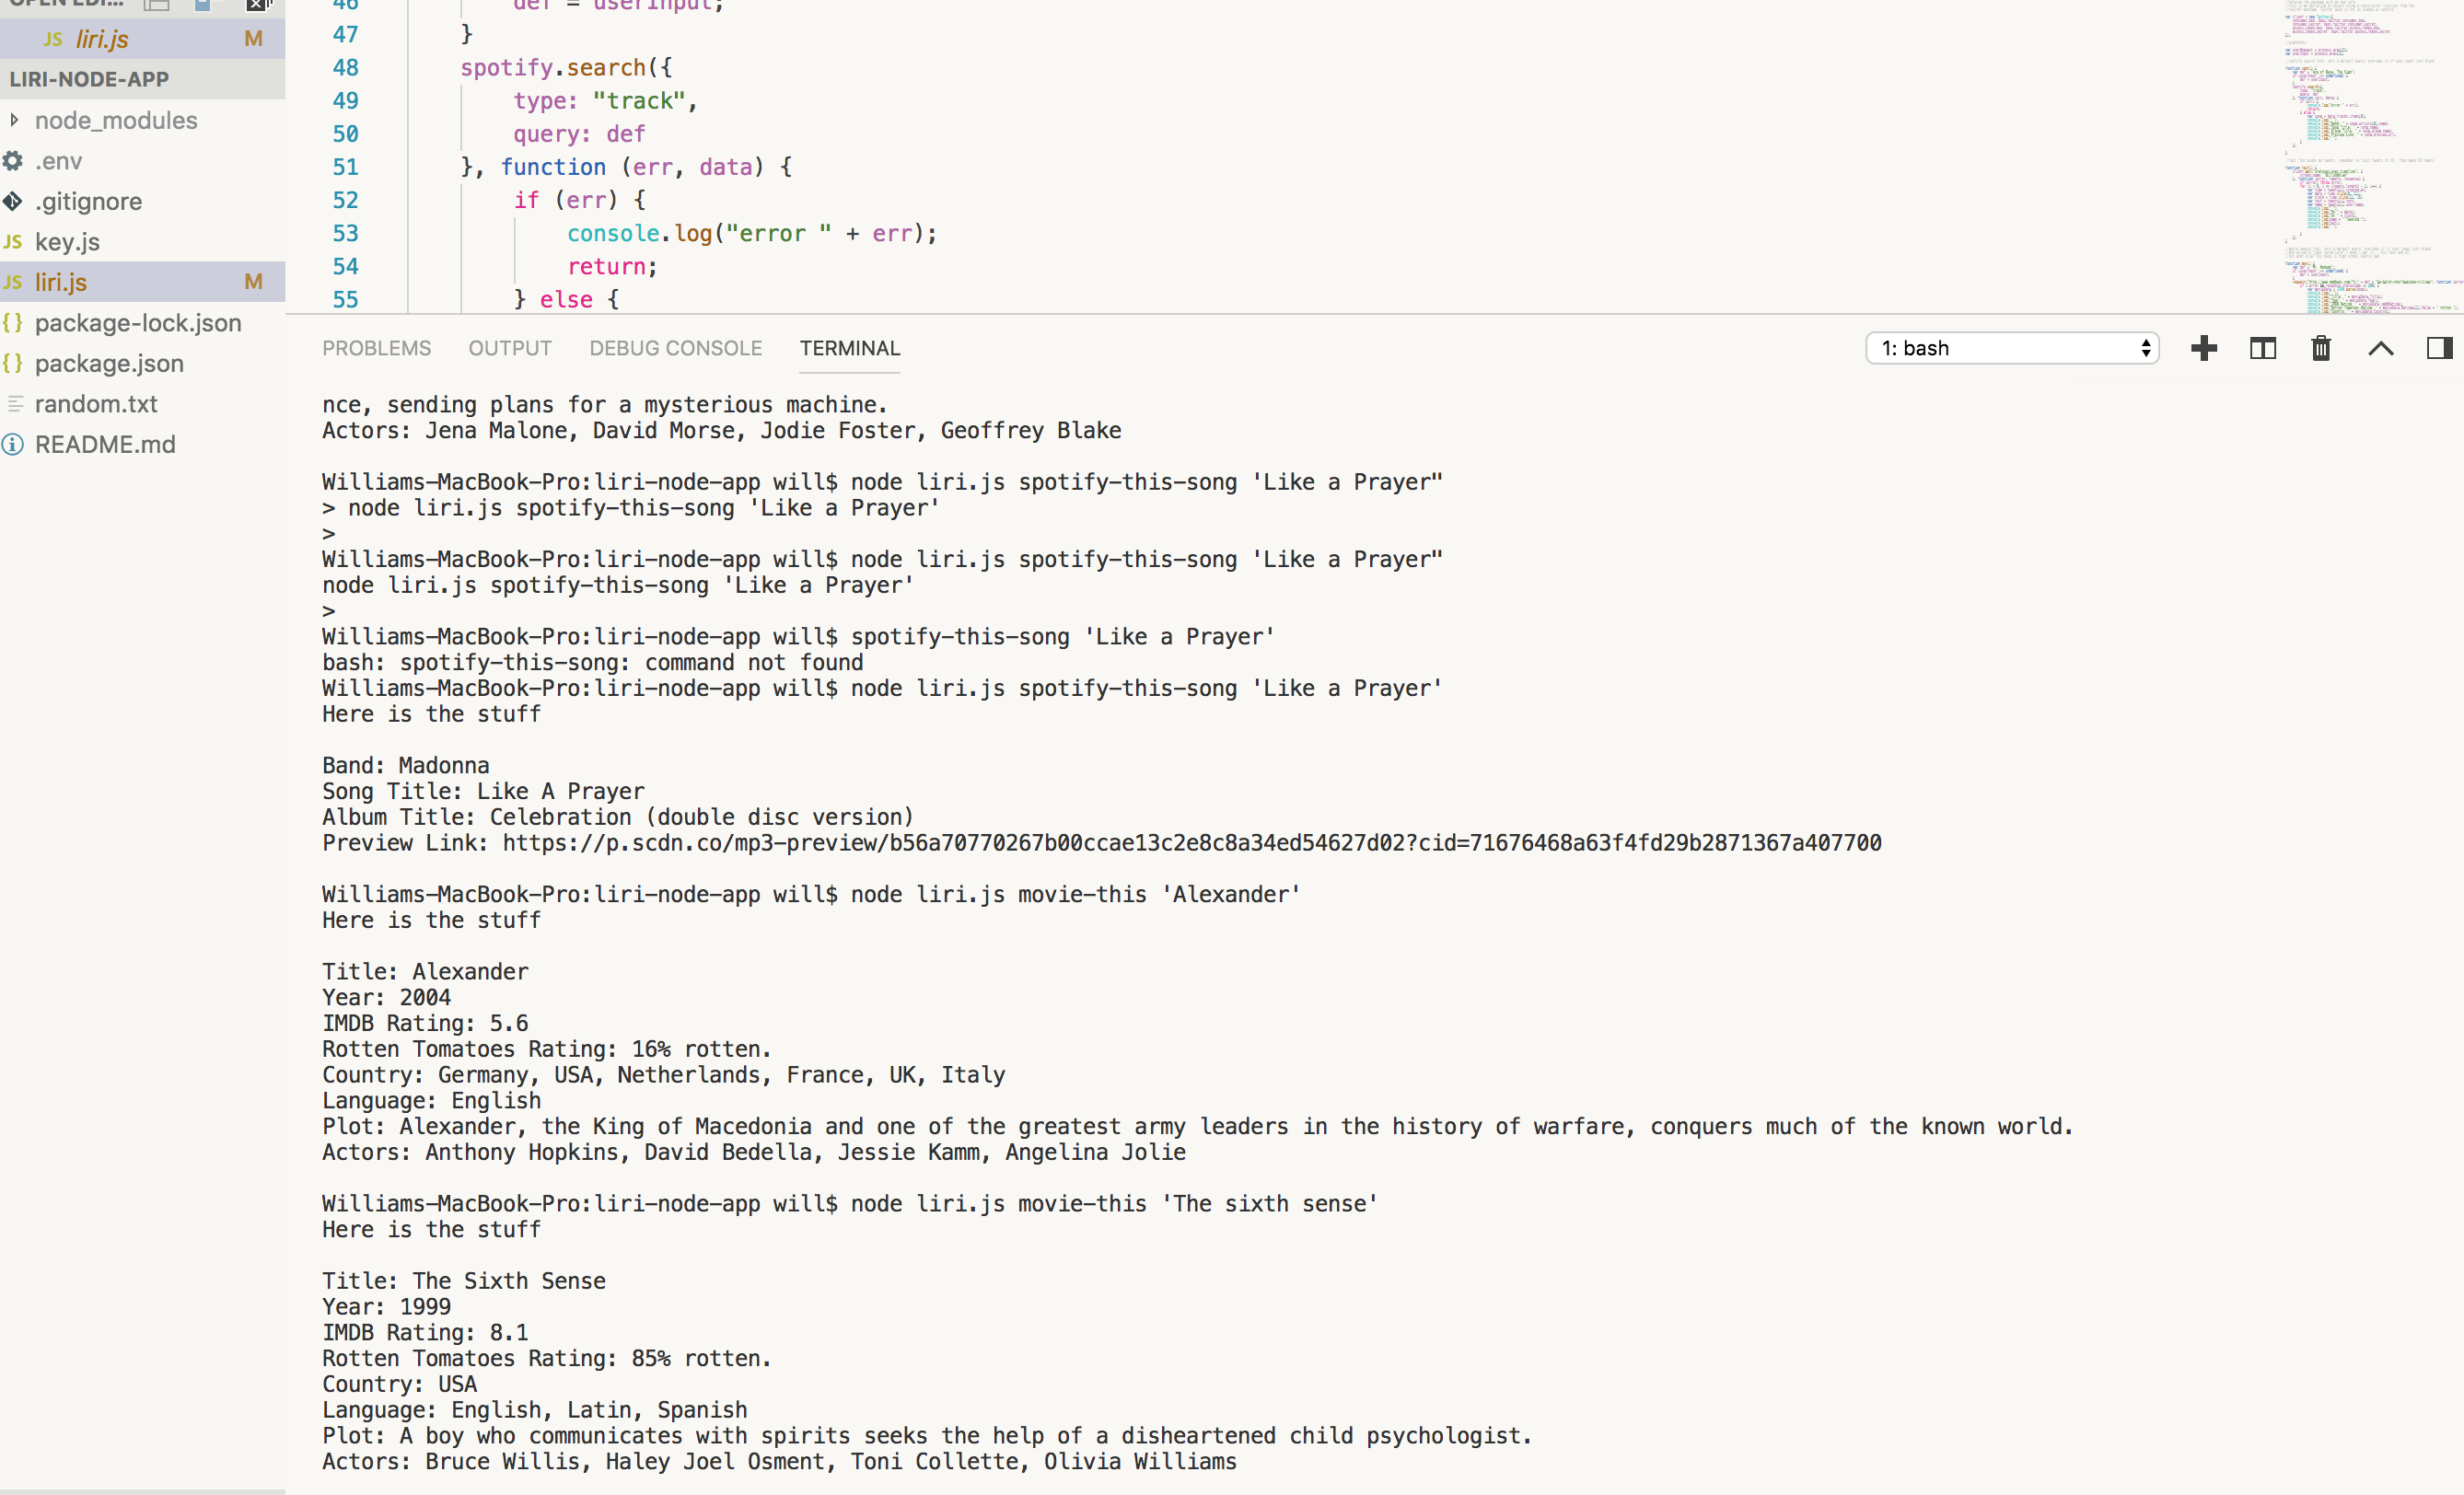 OPEN EDI...
JS liri.js M
LIRI-NODE-APP
node_modules
.env
.gitignore
JS key.js
JS liri.js M
{} package-lock.json
{} package.json
random.txt
README.md
46 def = userInput;
47 }
48 spotify.search({
49 type: "track",
50 query: def
51 }, function (err, data) {
52 if (err) {
53 console.log("error " + err);
54 return;
55 } else {
PROBLEMS OUTPUT DEBUG CONSOLE TERMINAL 1: bash
nce, sending plans for a mysterious machine.
Actors: Jena Malone, David Morse, Jodie Foster, Geoffrey Blake
Williams-MacBook-Pro:liri-node-app will$ node liri.js spotify-this-song 'Like a Prayer"
> node liri.js spotify-this-song 'Like a Prayer'
>
Williams-MacBook-Pro:liri-node-app will$ node liri.js spotify-this-song 'Like a Prayer"
node liri.js spotify-this-song 'Like a Prayer'
>
Williams-MacBook-Pro:liri-node-app will$ spotify-this-song 'Like a Prayer'
bash: spotify-this-song: command not found
Williams-MacBook-Pro:liri-node-app will$ node liri.js spotify-this-song 'Like a Prayer'
Here is the stuff
Band: Madonna
Song Title: Like A Prayer
Album Title: Celebration (double disc version)
Preview Link: https://p.scdn.co/mp3-preview/b56a70770267b00ccae13c2e8c8a34ed54627d02?cid=71676468a63f4fd29b2871367a407700
Williams-MacBook-Pro:liri-node-app will$ node liri.js movie-this 'Alexander'
Here is the stuff
Title: Alexander
Year: 2004
IMDB Rating: 5.6
Rotten Tomatoes Rating: 16% rotten.
Country: Germany, USA, Netherlands, France, UK, Italy
Language: English
Plot: Alexander, the King of Macedonia and one of the greatest army leaders in the history of warfare, conquers much of the known world.
Actors: Anthony Hopkins, David Bedella, Jessie Kamm, Angelina Jolie
Williams-MacBook-Pro:liri-node-app will$ node liri.js movie-this 'The sixth sense'
Here is the stuff
Title: The Sixth Sense
Year: 1999
IMDB Rating: 8.1
Rotten Tomatoes Rating: 85% rotten.
Country: USA
Language: English, Latin, Spanish
Plot: A boy who communicates with spirits seeks the help of a disheartened child psychologist.
Actors: Bruce Willis, Haley Joel Osment, Toni Collette, Olivia Williams